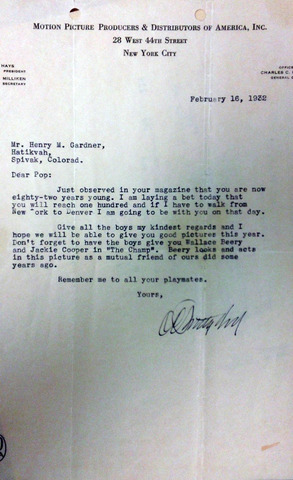 MOTION PICTURE PRODUCERS & DISTRIBUTORS OF AMERICA, INC.
28 WEST 44TH STREET
NEW YORK CITY
HAYS
PRESIDENT
MILLIKEN
SECRETARY
CHARLES C.
February 16, 1932
Mr. Henry M. Gardner,
Hatikvah,
Spivak, Colorad.
Dear Pop:
Just observed in your magazine that you are now
eighty-two years young. I am laying a bet today that
you will reach one hundred and if I have to walk from
New York to Denver I am going to be with you on that day.
Give all the boys my kindest regards and I
hope we will be able to give you good pictures this year.
Don't forget to have the boys give you Wallace Beery
and Jackie Cooper in "The Champ". Beery looks and acts
in this picture as a mutual friend of ours did some
years ago.
Remember me to all your playmates.
Yours,